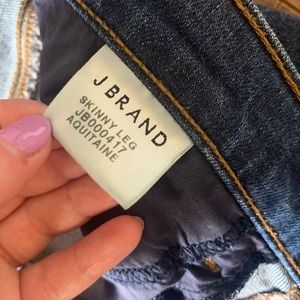 J BRAND
SKINNY LEG
JB000417
AQUITAINE